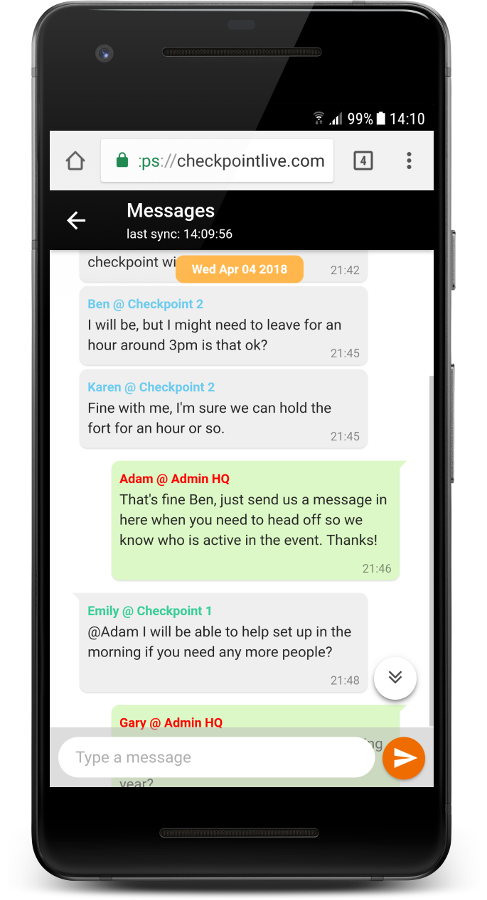 99% 14:10
:ps://checkpointlive.com
4
Messages
last sync: 14:09:56
checkpoint wi
Wed Apr 04 2018
21:42
Ben @ Checkpoint 2
I will be, but I might need to leave for an
hour around 3pm is that ok?
21:45
Karen @ Checkpoint 2
Fine with me, I'm sure we can hold the
fort for an hour or so.
21:45
Adam @ Admin HQ
That's fine Ben, just send us a message in
here when you need to head off so we
know who is active in the event. Thanks!
21:46
Emily @ Checkpoint 1
@Adam I will be able to help set up in the
morning if you need any more people?
21:48
Gary @ Admin HQ
Type a message
year?